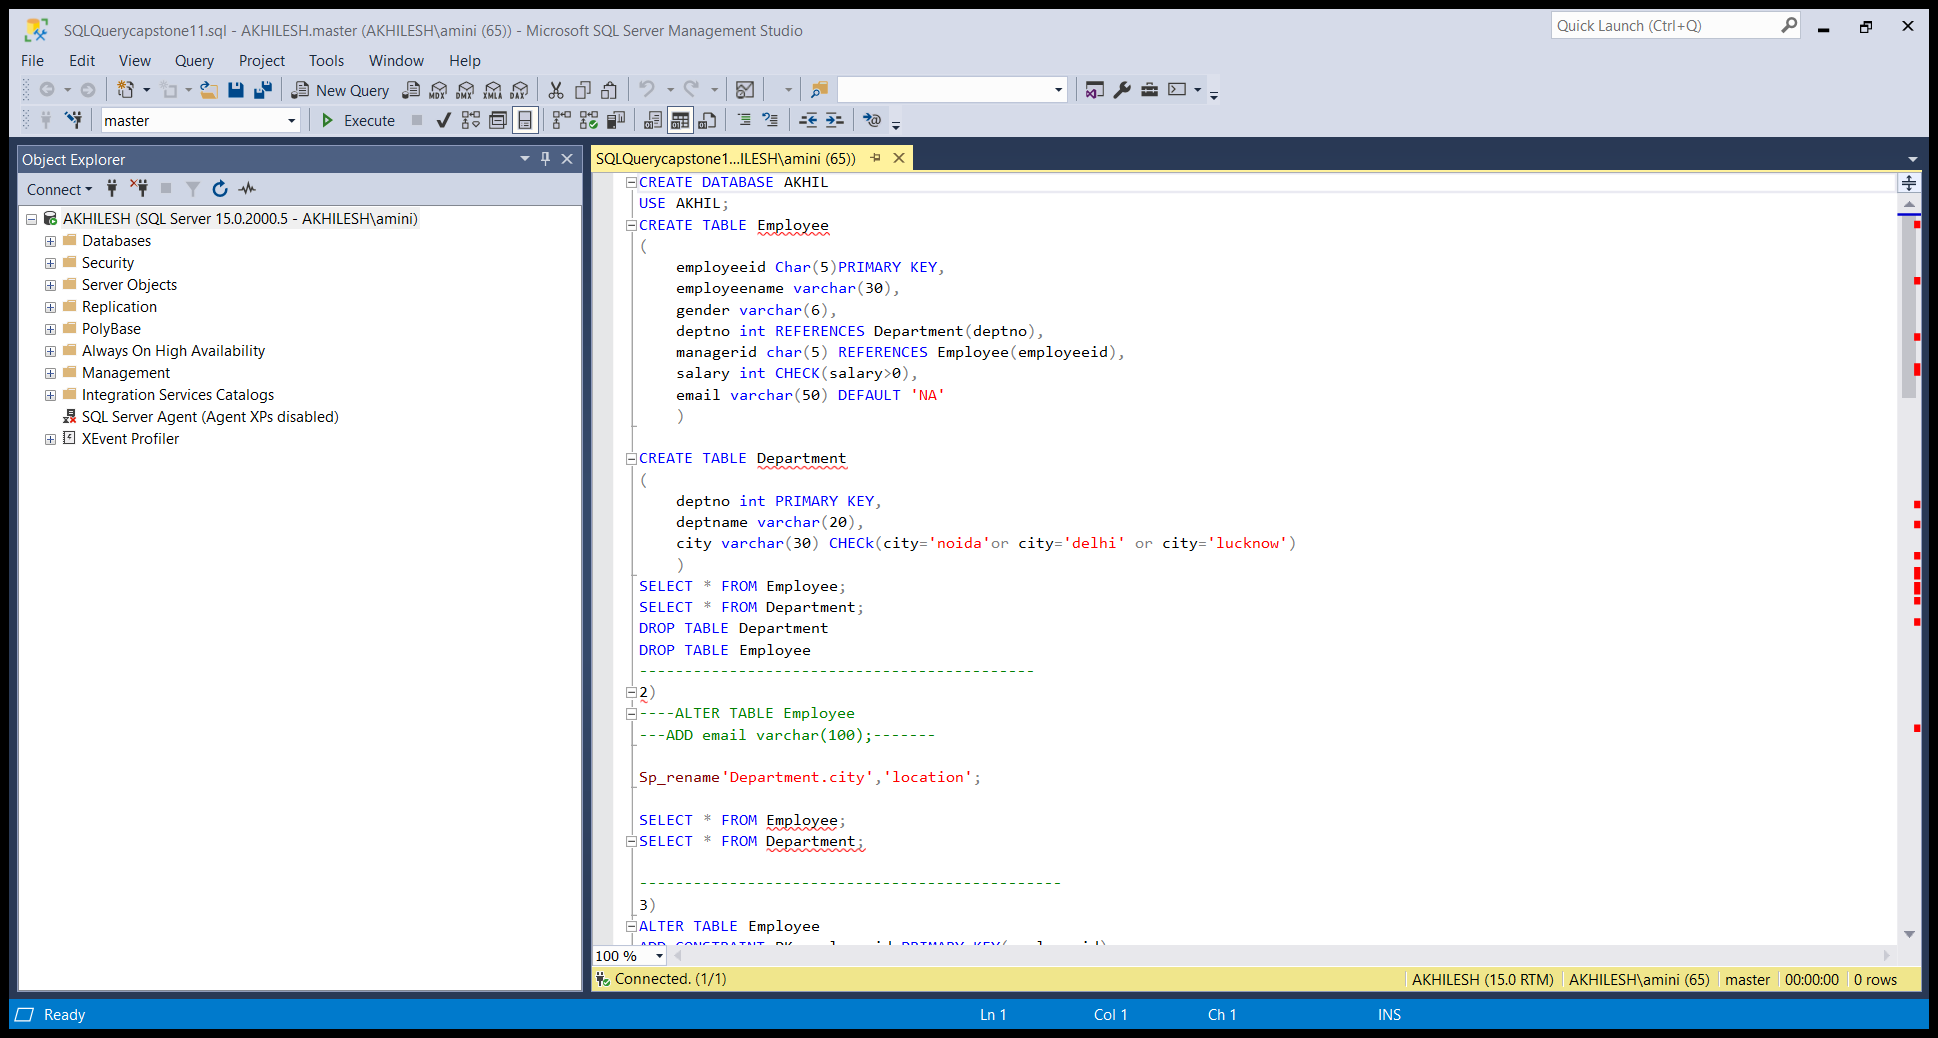 SQLQuerycapstone11.sql - AKHILESH.master (AKHILESH\amini (65)) - Microsoft SQL Server Management Studio
Quick Launch (Ctrl+Q)
File Edit View Query Project Tools Window Help
New Query MDX DMX XMLA DAX
master Execute
Object Explorer
Connect
AKHILESH (SQL Server 15.0.2000.5 - AKHILESH\amini)
Databases
Security
Server Objects
Replication
PolyBase
Always On High Availability
Management
Integration Services Catalogs
SQL Server Agent (Agent XPs disabled)
XEvent Profiler
SQLQuerycapstone1...ILESH\amini (65))
CREATE DATABASE AKHIL
USE AKHIL;
CREATE TABLE Employee
(
employeeid Char(5)PRIMARY KEY,
employeename varchar(30),
gender varchar(6),
deptno int REFERENCES Department(deptno),
managerid char(5) REFERENCES Employee(employeeid),
salary int CHECK(salary>0),
email varchar(50) DEFAULT 'NA'
)
CREATE TABLE Department
(
deptno int PRIMARY KEY,
deptname varchar(20),
city varchar(30) CHECk(city='noida'or city='delhi' or city='lucknow')
)
SELECT * FROM Employee;
SELECT * FROM Department;
DROP TABLE Department
DROP TABLE Employee
--------------------------------------------
2)
----ALTER TABLE Employee
---ADD email varchar(100);-------
Sp_rename'Department.city','location';
SELECT * FROM Employee;
SELECT * FROM Department;
-----------------------------------------------
3)
ALTER TABLE Employee
100 %
Connected. (1/1)
AKHILESH (15.0 RTM) AKHILESH\amini (65) master 00:00:00 0 rows
Ready Ln 1 Col 1 Ch 1 INS